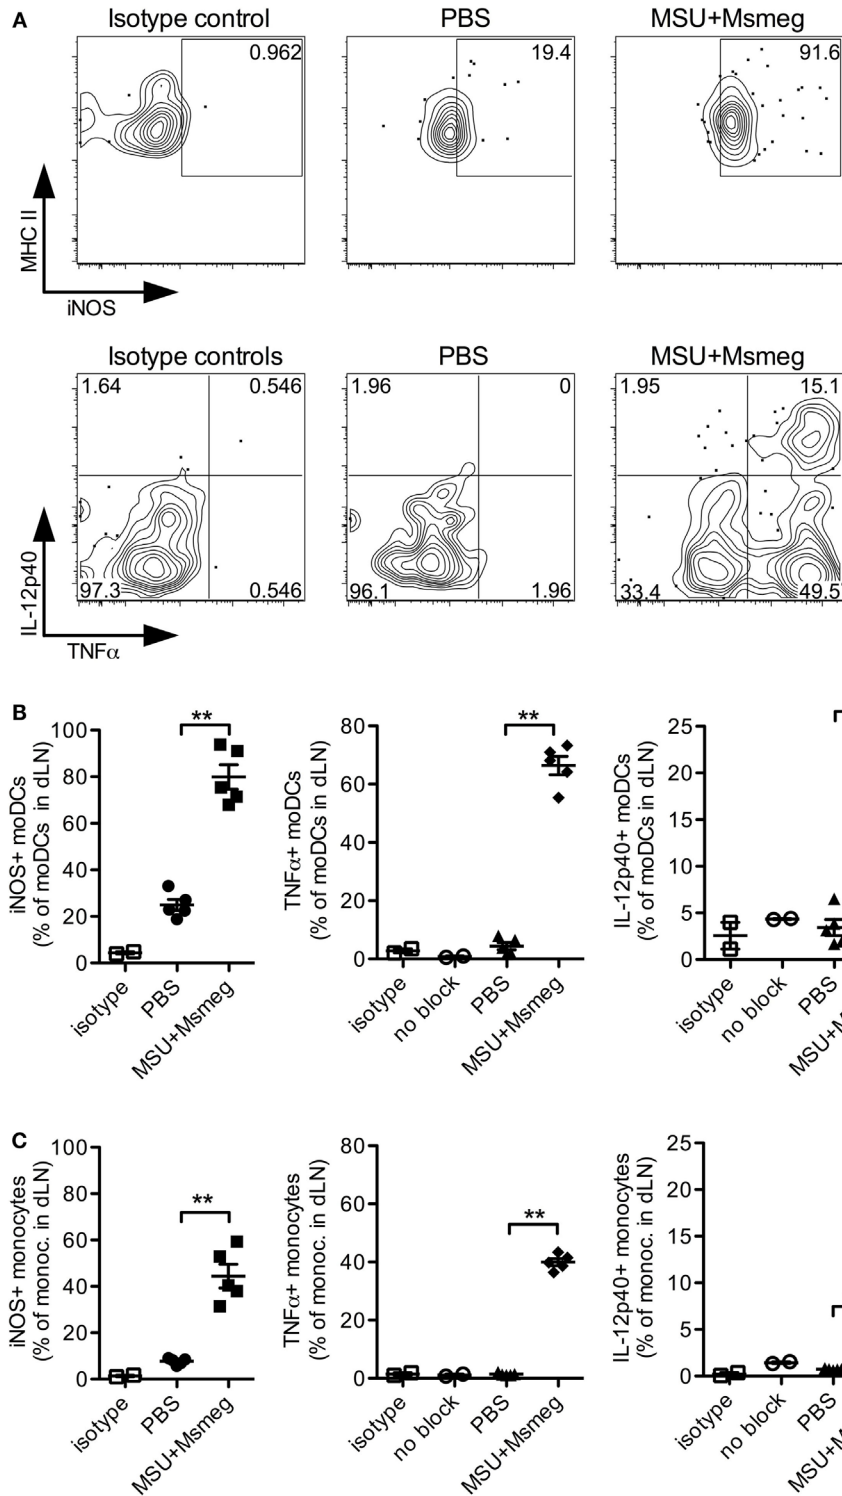 A
Isotype control
PBS
MSU+Msmeg
0.962
19.4
91.6
MHC II
iNOS
Isotype controls
PBS
MSU+Msmeg
1.64
0.546
1.96
0
1.95
15.1
97.3
0.546
96.1
1.96
33.4
49.5
IL-12p40
TNFα
B
iNOS+ moDCs
(% of moDCs in dLN)
100
80
60
40
20
0
**
isotype
PBS
MSU+Msmeg
TNFα+ moDCs
(% of moDCs in dLN)
80
60
40
20
0
**
isotype
no block
PBS
MSU+Msmeg
IL-12p40+ moDCs
(% of moDCs in dLN)
25
20
15
10
5
0
isotype
no block
PBS
C
iNOS+ monocytes
(% of monoc. in dLN)
100
80
60
40
20
0
**
isotype
PBS
MSU+Msmeg
TNFα+ monocytes
(% of monoc. in dLN)
80
60
40
20
0
**
isotype
no block
PBS
MSU+Msmeg
IL-12p40+ monocytes
(% of monoc. in dLN)
25
20
15
10
5
0
isotype
no block
PBS